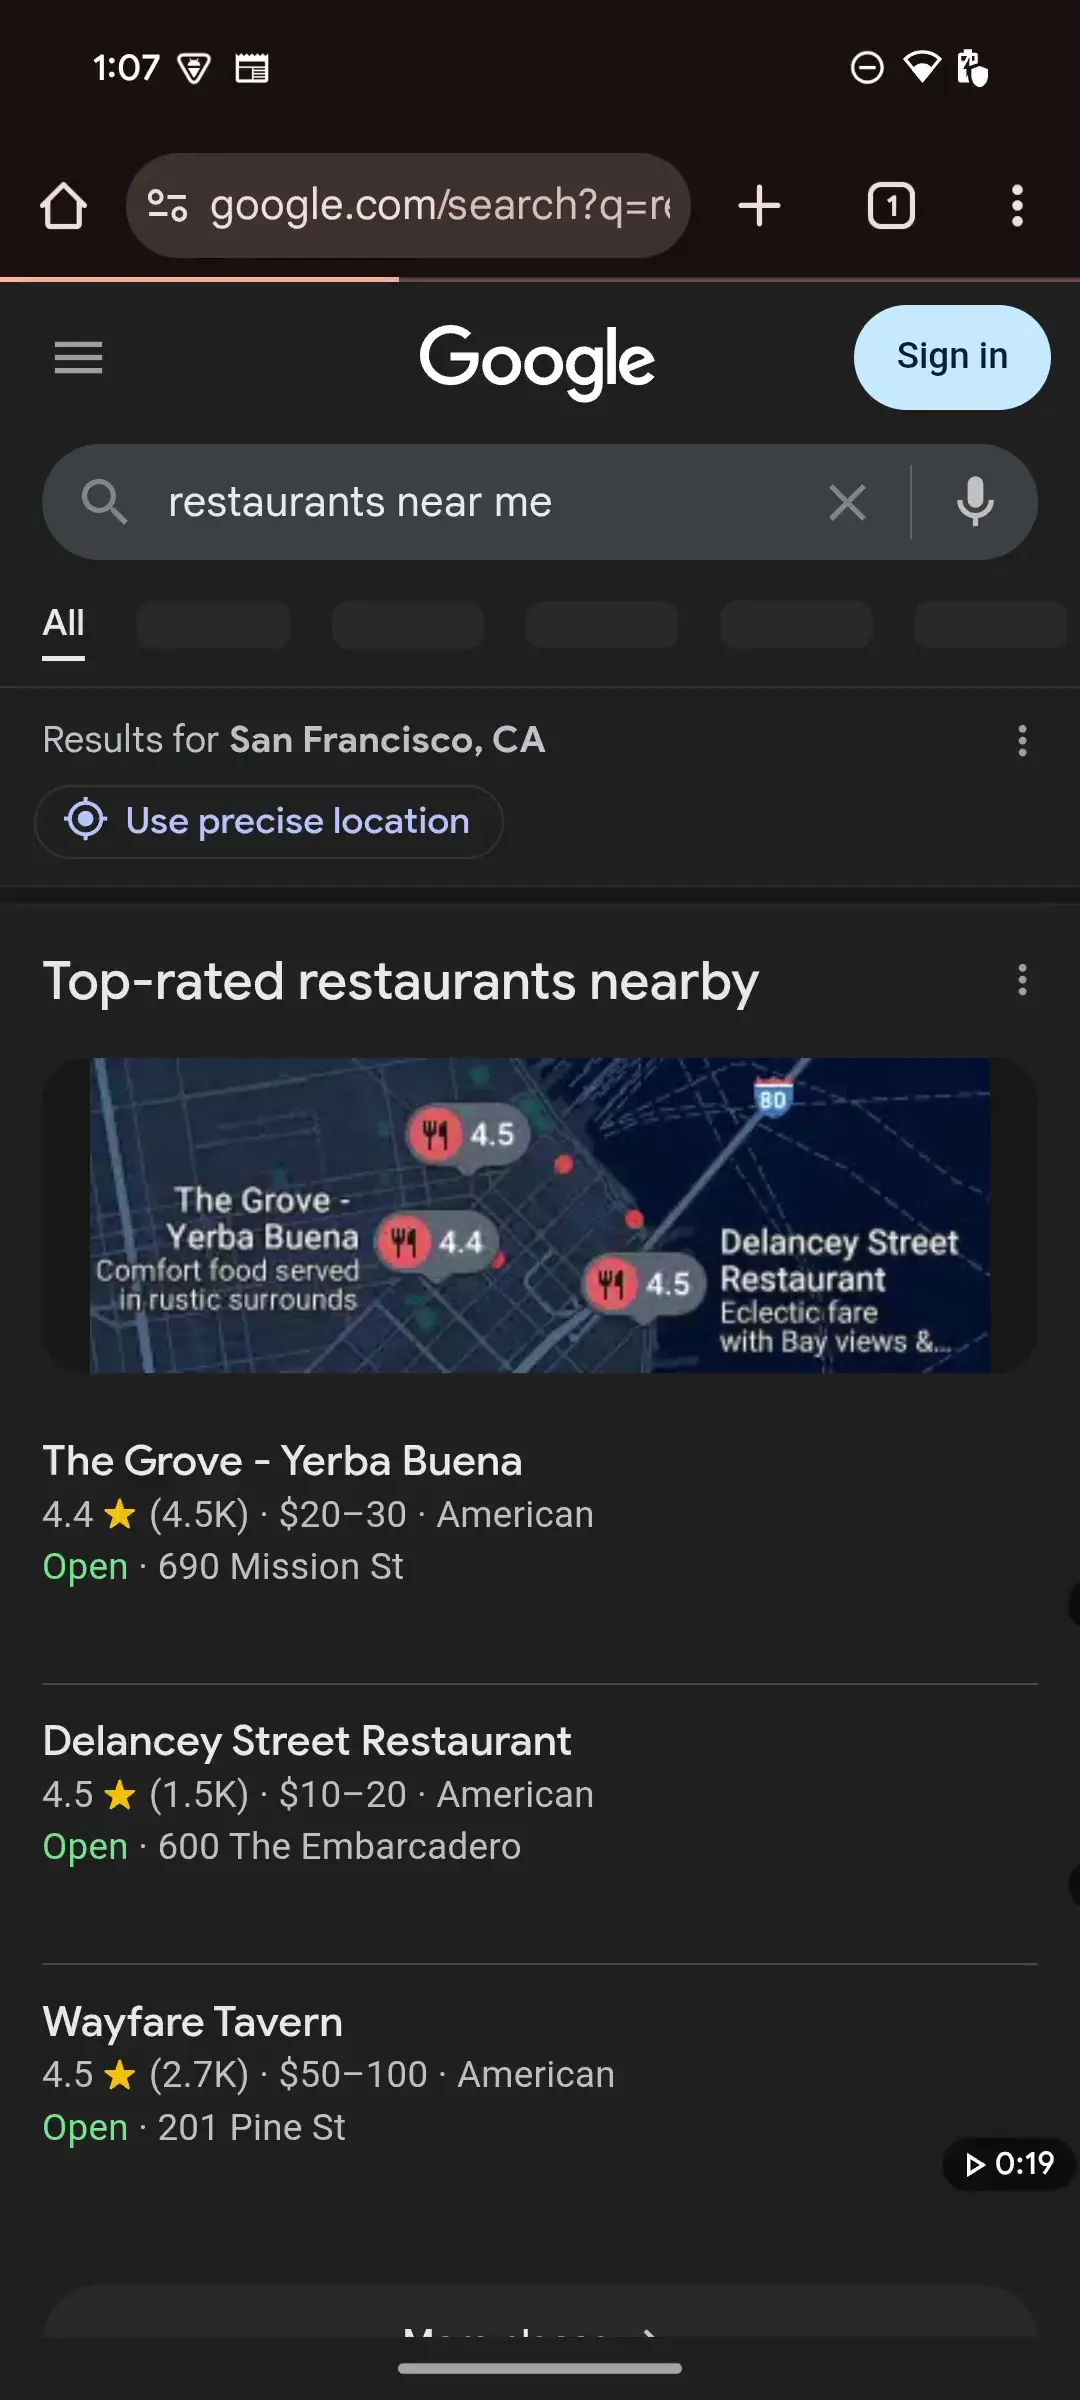 1:07
google.com/search?q=re
1
Google
Sign in
restaurants near me
All
Results for San Francisco, CA
Use precise location
Top-rated restaurants nearby
80
4.5
The Grove -
Yerba Buena
4.4
Comfort food served
in rustic surrounds
4.5
Delancey Street
Restaurant
Eclectic fare
with Bay views &...
The Grove - Yerba Buena
4.4 ★ (4.5K) · $20–30 · American
Open · 690 Mission St
Delancey Street Restaurant
4.5 ★ (1.5K) · $10–20 · American
Open · 600 The Embarcadero
Wayfare Tavern
4.5 ★ (2.7K) · $50–100 · American
Open · 201 Pine St
0:19